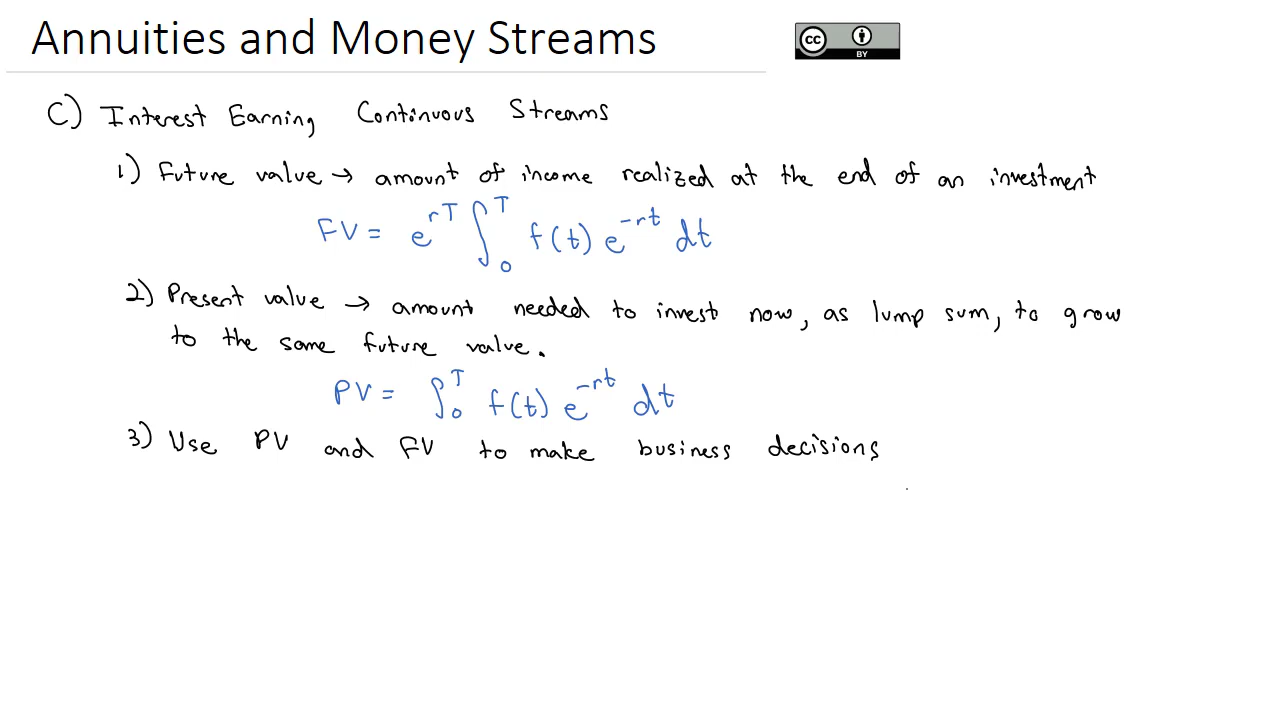 Annuities and Money Streams
cc
BY
C) Interest Earning Continuous Streams
1) Future value → amount of income realized at the end of an investment
FV = e^{rT} ∫_0^T f(t) e^{-rt} dt
2) Present value → amount needed to invest now, as lump sum, to grow
to the same future value.
PV = ∫_0^T f(t) e^{-rt} dt
3) Use PV and FV to make business decisions